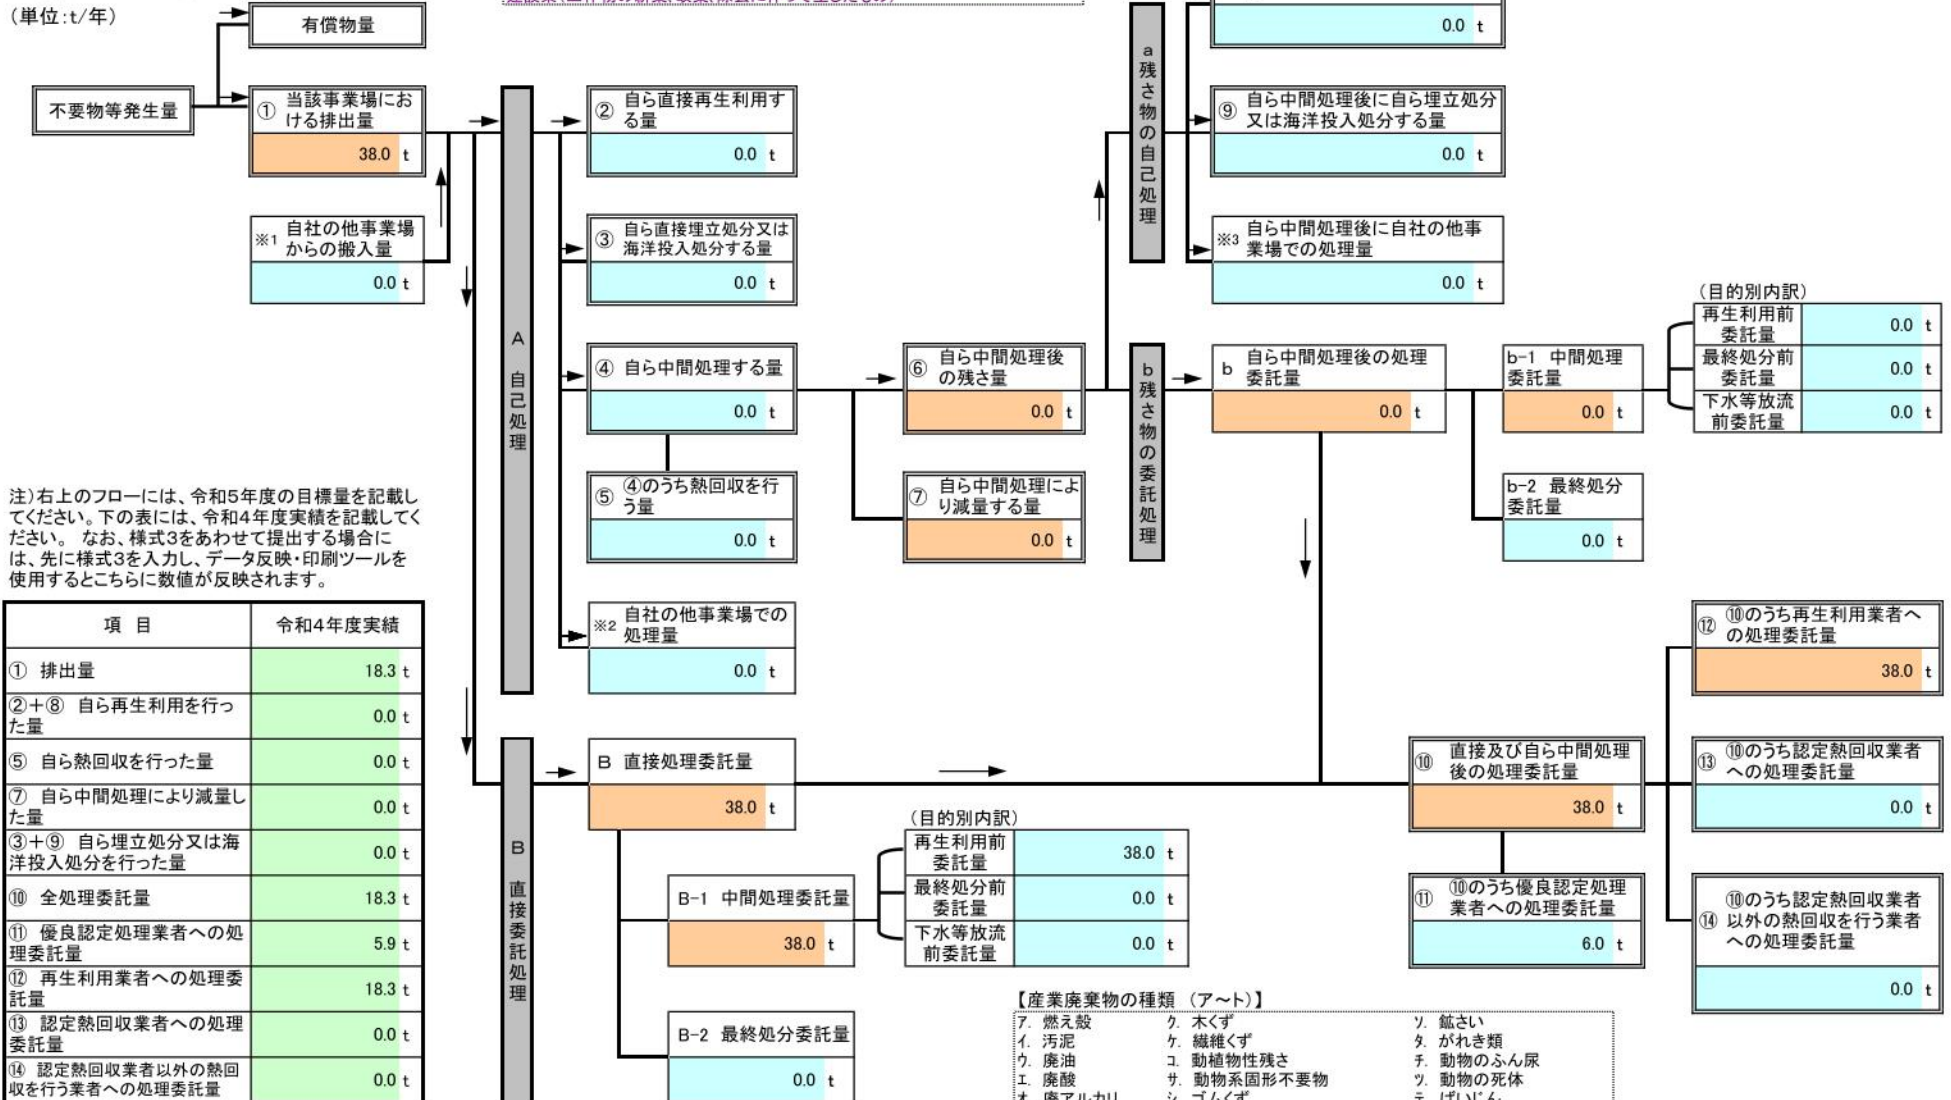 (単位:t/年)
有償物量
不要物等発生量
① 当該事業場にお
ける排出量
38.0 t
※1 自社の他事業場
からの搬入量
0.0 t
A 自己処理
② 自ら直接再生利用す
る量
0.0 t
③ 自ら直接埋立処分又は
海洋投入処分する量
0.0 t
④ 自ら中間処理する量
0.0 t
⑤ ④のうち熱回収を行
う量
0.0 t
※2 自社の他事業場での
処理量
0.0 t
⑥ 自ら中間処理後
の残さ量
0.0 t
⑦ 自ら中間処理によ
り減量する量
0.0 t
a 残さ物の自己処理
0.0 t
⑨ 自ら中間処理後に自ら埋立処分
又は海洋投入処分する量
0.0 t
※3 自ら中間処理後に自社の他事
業場での処理量
0.0 t
b 残さ物の委託処理
b 自ら中間処理後の処理
委託量
0.0 t
b-1 中間処理
委託量
0.0 t
(目的別内訳)
再生利用前
委託量 0.0 t
最終処分前
委託量 0.0 t
下水等放流
前委託量 0.0 t
b-2 最終処分
委託量
0.0 t
注)右上のフローには、令和5年度の目標量を記載し
てください。下の表には、令和4年度実績を記載してく
ださい。 なお、様式3をあわせて提出する場合に
は、先に様式3を入力し、データ反映・印刷ツールを
使用するとこちらに数値が反映されます。
項 目 令和4年度実績
① 排出量 18.3 t
②+⑧ 自ら再生利用を行っ
た量 0.0 t
⑤ 自ら熱回収を行った量 0.0 t
⑦ 自ら中間処理により減量し
た量 0.0 t
③+⑨ 自ら埋立処分又は海
洋投入処分を行った量 0.0 t
⑩ 全処理委託量 18.3 t
⑪ 優良認定処理業者への処
理委託量 5.9 t
⑫ 再生利用業者への処理委
託量 18.3 t
⑬ 認定熱回収業者への処理
委託量 0.0 t
⑭ 認定熱回収業者以外の熱回
収を行う業者への処理委託量 0.0 t
B 直接委託処理
B 直接処理委託量
38.0 t
B-1 中間処理委託量
38.0 t
(目的別内訳)
再生利用前
委託量 38.0 t
最終処分前
委託量 0.0 t
下水等放流
前委託量 0.0 t
B-2 最終処分委託量
0.0 t
⑩ 直接及び自ら中間処理
後の処理委託量
38.0 t
⑪ ⑩のうち優良認定処理
業者への処理委託量
6.0 t
⑫ ⑩のうち再生利用業者へ
の処理委託量
38.0 t
⑬ ⑩のうち認定熱回収業者
への処理委託量
0.0 t
⑭ ⑩のうち認定熱回収業者
以外の熱回収を行う業者
への処理委託量
0.0 t
【産業廃棄物の種類 (ア~ト)】
ア. 燃え殻 ク. 木くず ソ. 鉱さい
イ. 汚泥 ケ. 繊維くず タ. がれき類
ウ. 廃油 コ. 動植物性残さ チ. 動物のふん尿
エ. 廃酸 サ. 動物系固形不要物 ツ. 動物の死体
オ. 廃アルカリ シ. ゴムくず テ. ばいじん